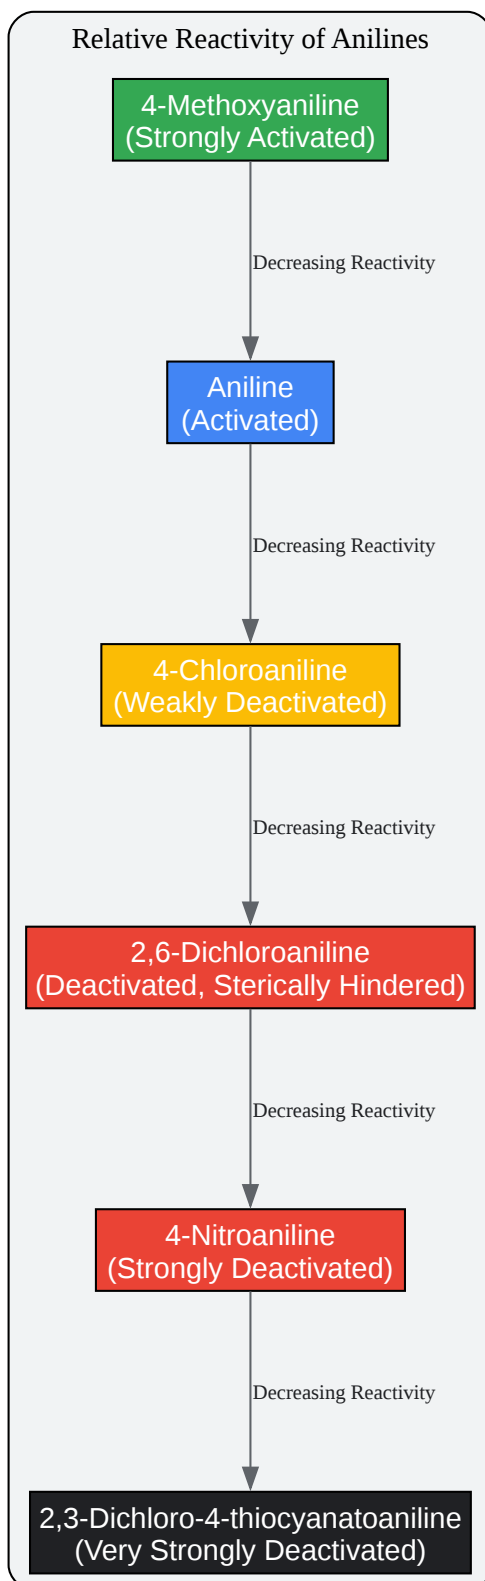 Relative Reactivity of Anilines
4-Methoxyaniline
(Strongly Activated)
Decreasing Reactivity
Aniline
(Activated)
Decreasing Reactivity
4-Chloroaniline
(Weakly Deactivated)
Decreasing Reactivity
2,6-Dichloroaniline
(Deactivated, Sterically Hindered)
Decreasing Reactivity
4-Nitroaniline
(Strongly Deactivated)
Decreasing Reactivity
2,3-Dichloro-4-thiocyanatoaniline
(Very Strongly Deactivated)